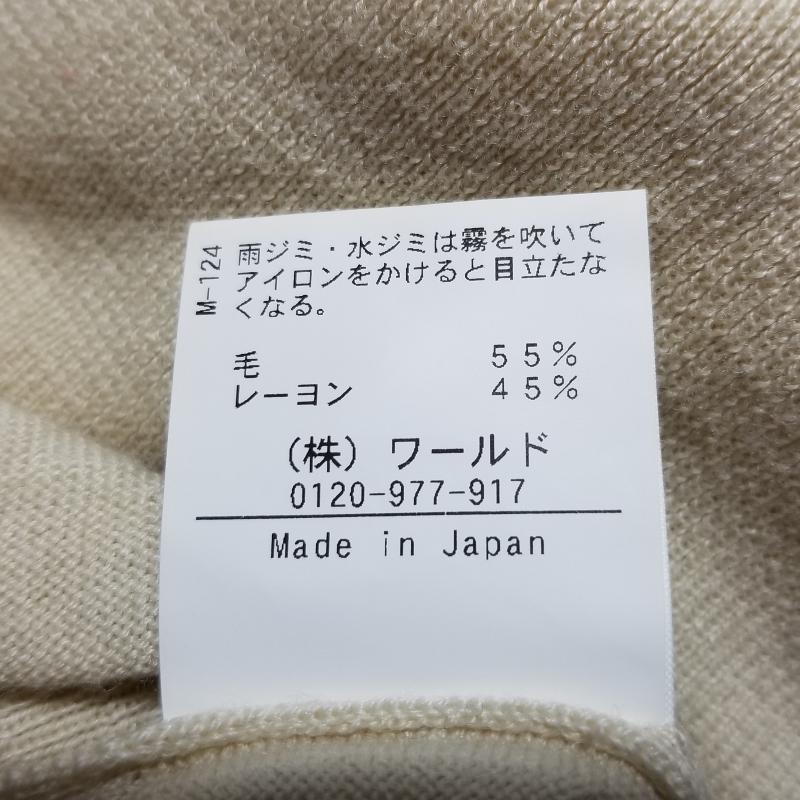 M-124
雨ジミ・水ジミは霧を吹いて
アイロンをかけると目立たな
くなる。
毛 55%
レーヨン 45%
(株) ワールド
0120-977-917
Made in Japan